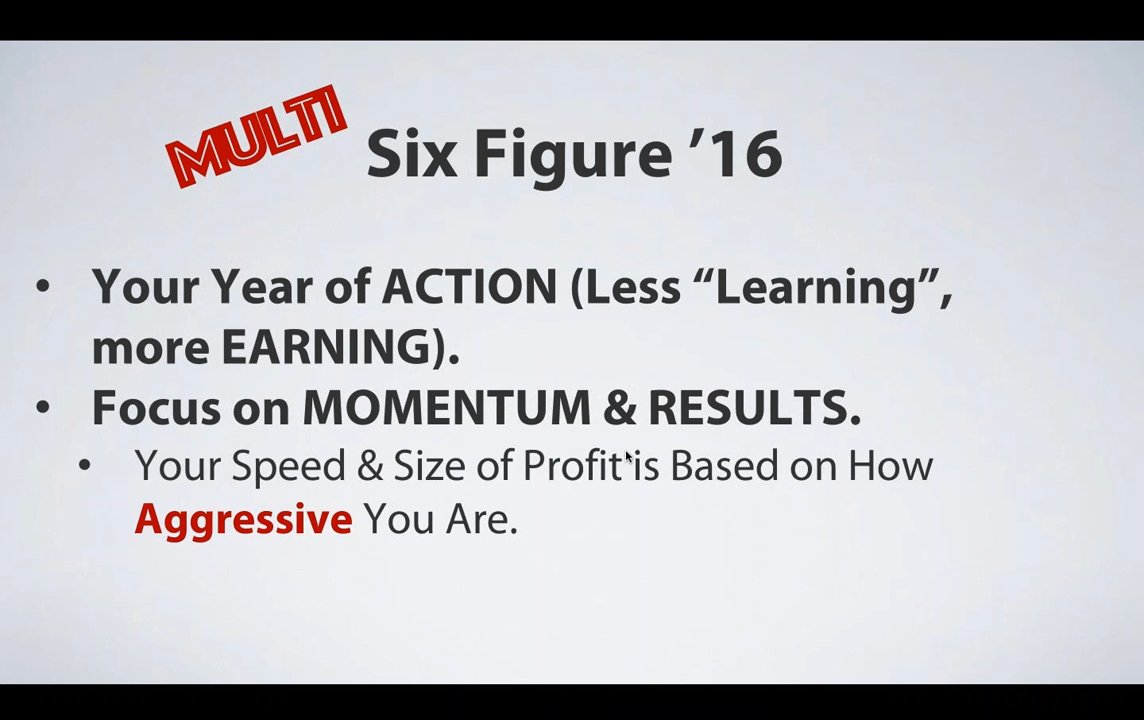 MULTI
Six Figure ’16
• Your Year of ACTION (Less “Learning”,
more EARNING).
• Focus on MOMENTUM & RESULTS.
• Your Speed & Size of Profit is Based on How
Aggressive You Are.